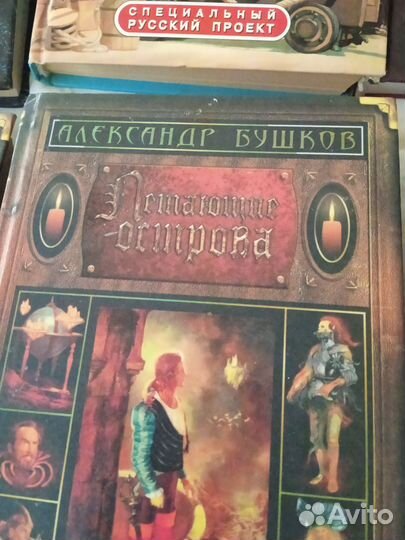 СПЕЦИАЛЬНЫЙ
РУССКИЙ ПРОЕКТ
АЛЕКСАНДР БУШКОВ
Летающие
острова
Avito